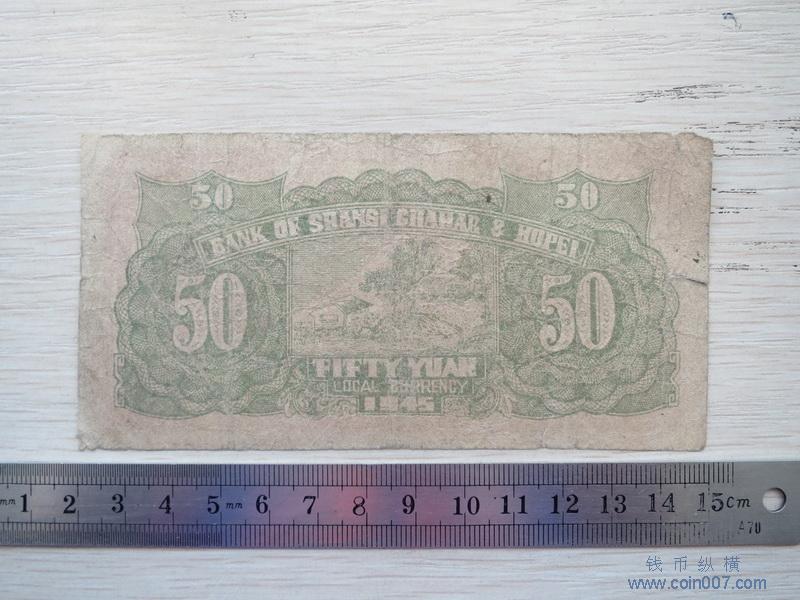 50 50
BANK OF SHANSI CHAHAR & HOPEI
50 50
FIFTY YUAN
LOCAL CURRENCY
1945
mm 1 2 3 4 5 mm 6 7 8 9 10 11 12 13 14 15 cm
A70
钱币纵横
www.coin007.com